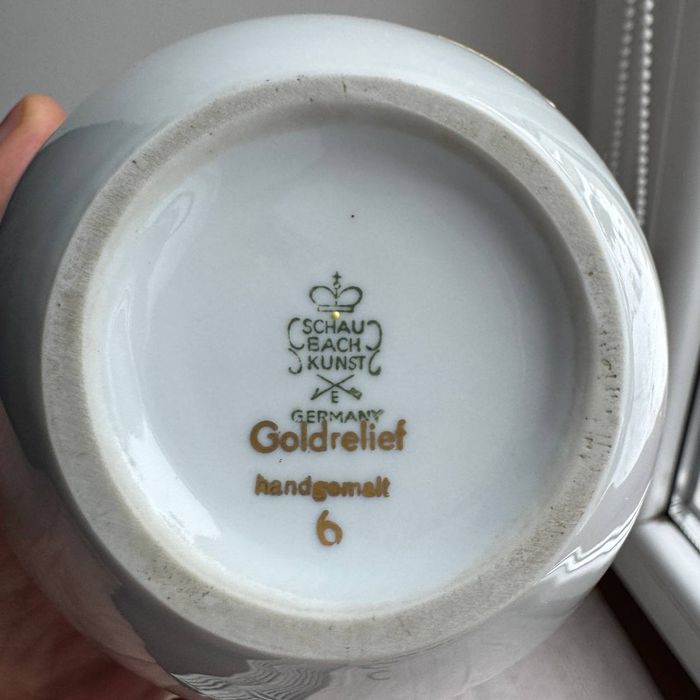 SCHAU
BACH
KUNST
E
GERMANY
Goldrelief
handgemalt
6